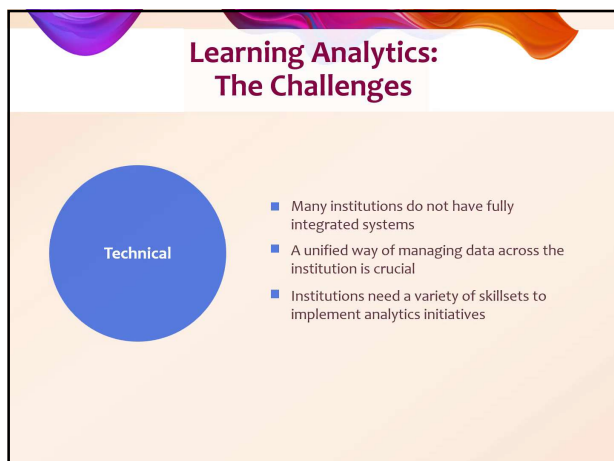 Learning Analytics:
The Challenges
Technical
Many institutions do not have fully
integrated systems
A unified way of managing data across the
institution is crucial
Institutions need a variety of skillsets to
implement analytics initiatives